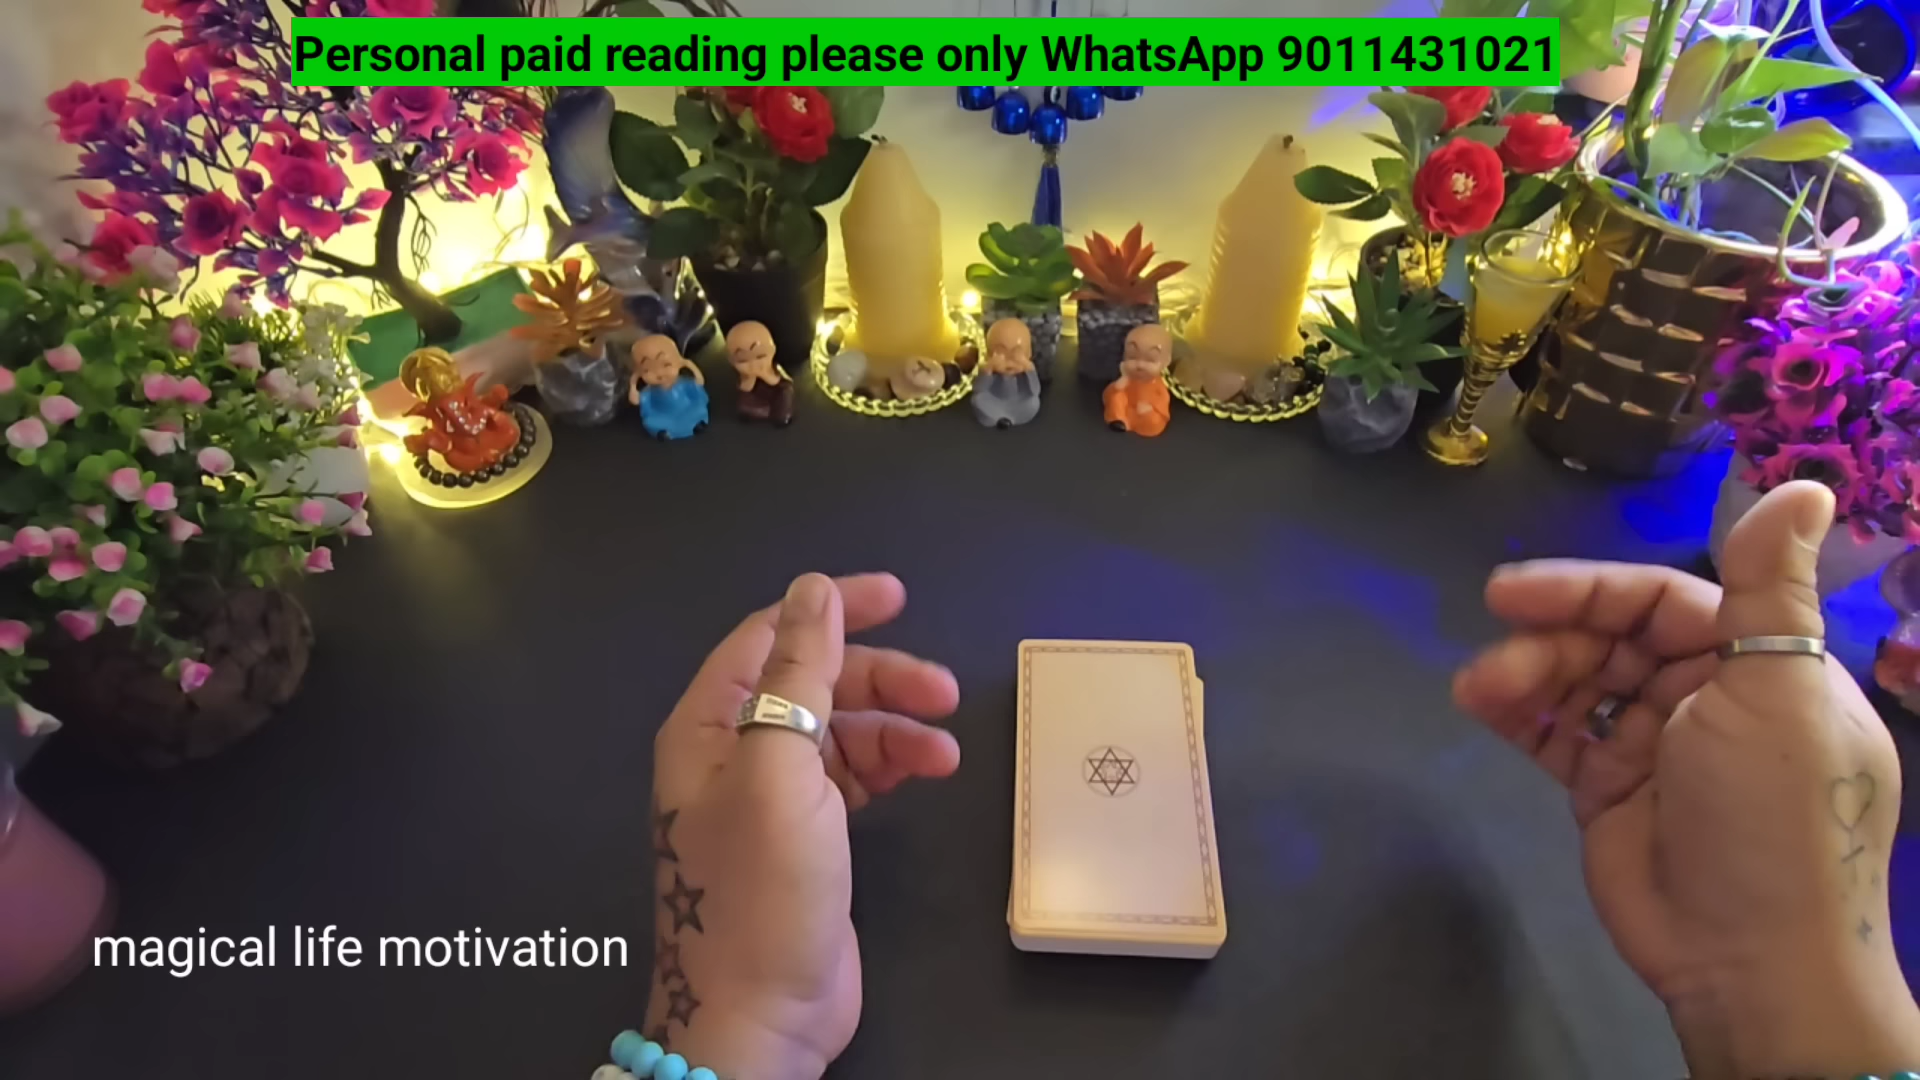 Personal paid reading please only WhatsApp 9011431021
magical life motivation